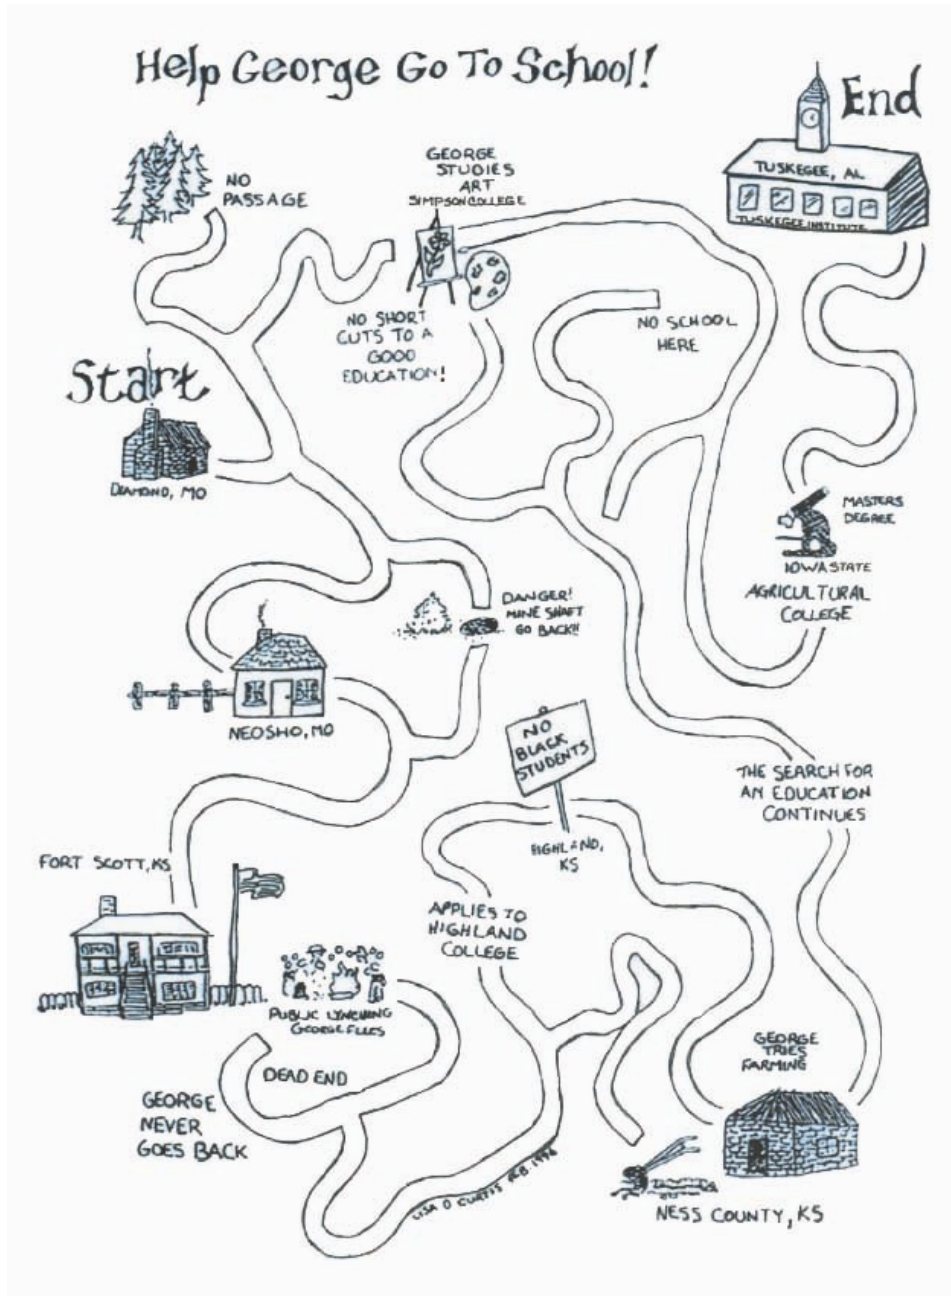 Help George Go To School!
End
TUSKEGEE, AL
TUSKEGEE INSTITUTE
NO
PASSAGE
GEORGE
STUDIES
ART
SIMPSON COLLEGE
NO SHORT
CUTS TO A
GOOD
EDUCATION!
NO SCHOOL
HERE
Start
DIAMOND, MO
MASTERS
DEGREE
IOWA STATE
AGRICULTURAL
COLLEGE
DANGER!
MINE SHAFT
GO BACK!!
NEOSHO, MO
NO
BLACK
STUDENTS
HIGHLAND,
KS
THE SEARCH FOR
AN EDUCATION
CONTINUES
FORT SCOTT, KS
APPLIES TO
HIGHLAND
COLLEGE
PUBLIC LYNCHING
GEORGE FLEES
DEAD END
GEORGE
NEVER
GOES BACK
GEORGE
TRIES
FARMING
NESS COUNTY, KS
LISA D CURTIS FEB. 1996